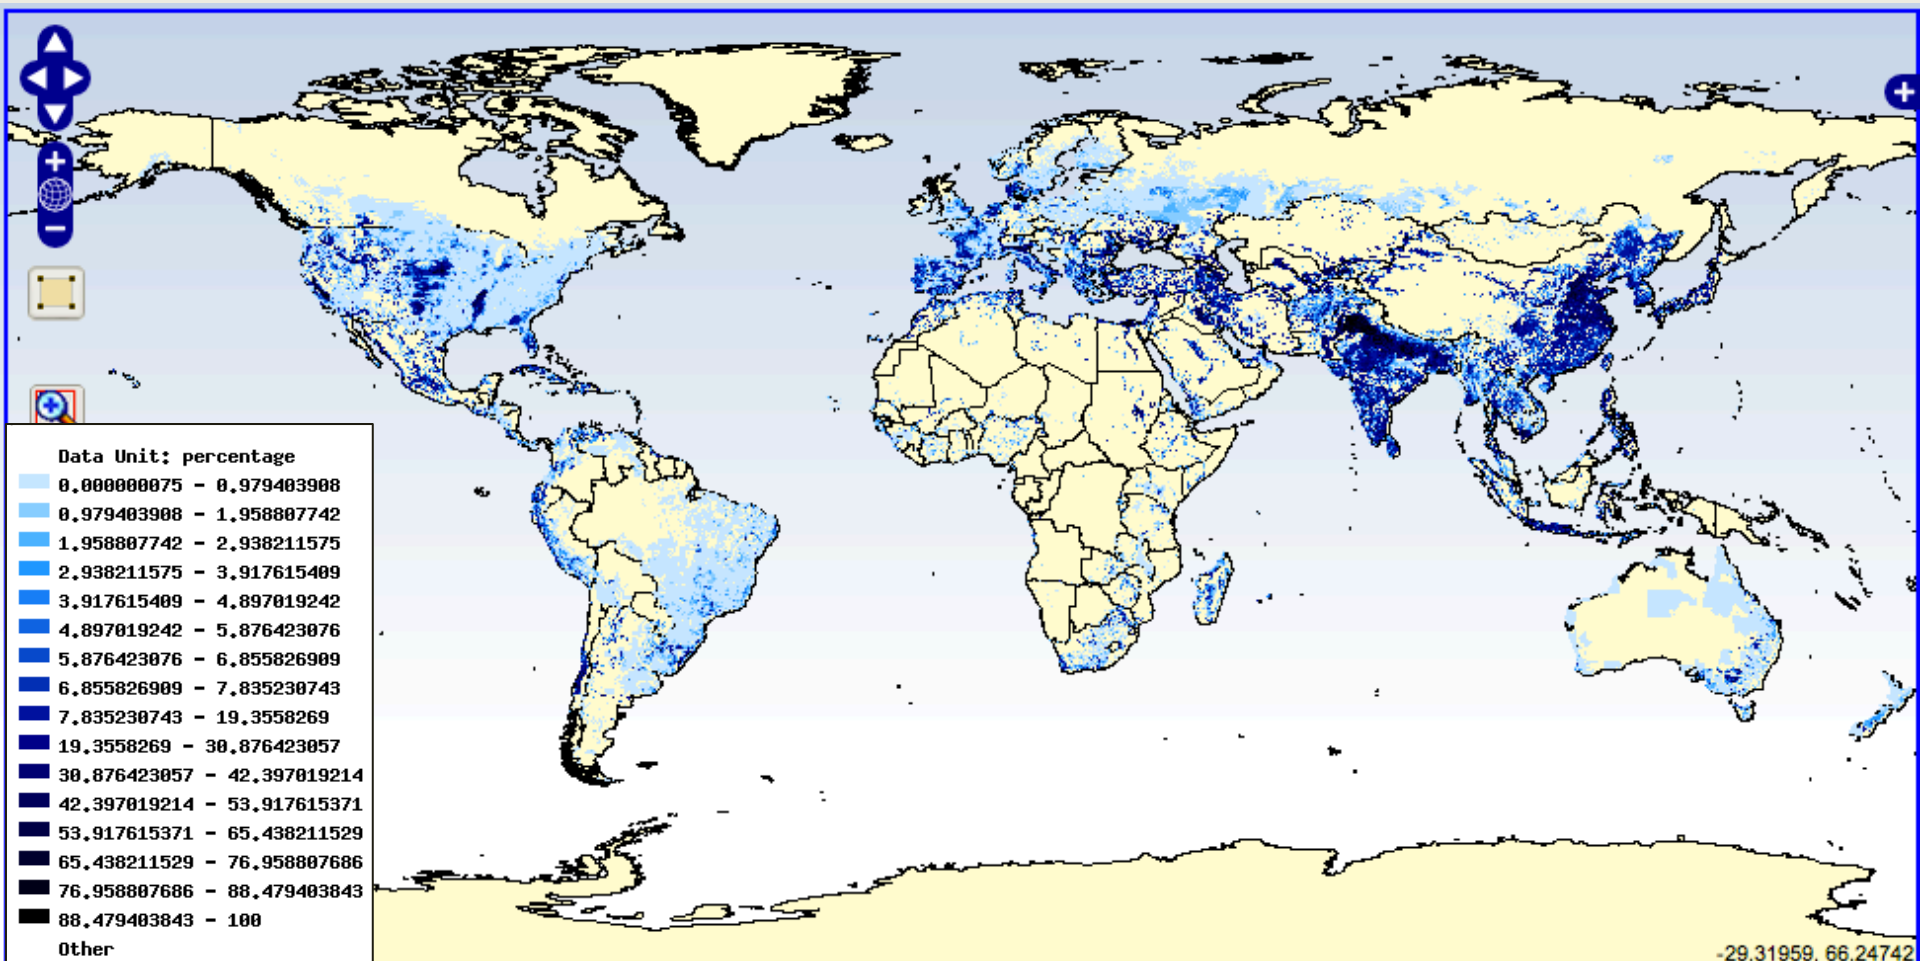 Data Unit: percentage
0.000000075 - 0.979403908
0.979403908 - 1.958807742
1.958807742 - 2.938211575
2.938211575 - 3.917615409
3.917615409 - 4.897019242
4.897019242 - 5.876423076
5.876423076 - 6.855826909
6.855826909 - 7.835230743
7.835230743 - 19.3558269
19.3558269 - 30.876423057
30.876423057 - 42.397019214
42.397019214 - 53.917615371
53.917615371 - 65.438211529
65.438211529 - 76.958807686
76.958807686 - 88.479403843
88.479403843 - 100
Other
-29.31959, 66.24742